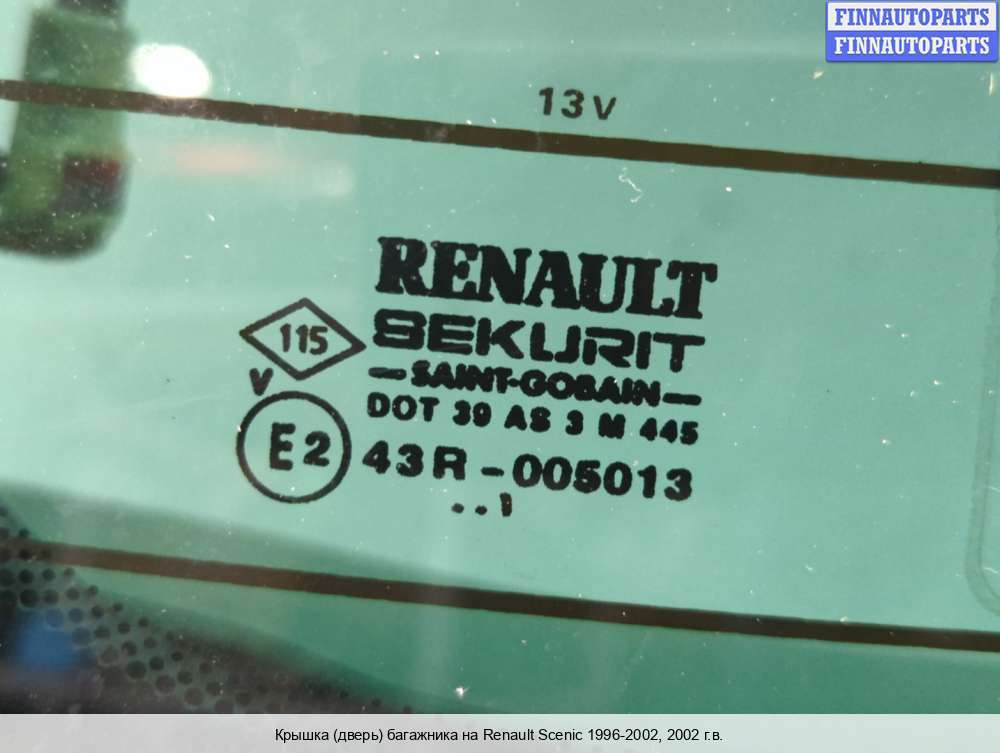 FINNAUTOPARTS
FINNAUTOPARTS
13V
RENAULT
115
SEKURIT
V
—SAINT-GOBAIN—
DOT 39 AS 3 M 445
E2
43R-005013
..1
Крышка (дверь) багажника на Renault Scenic 1996-2002, 2002 г.в.